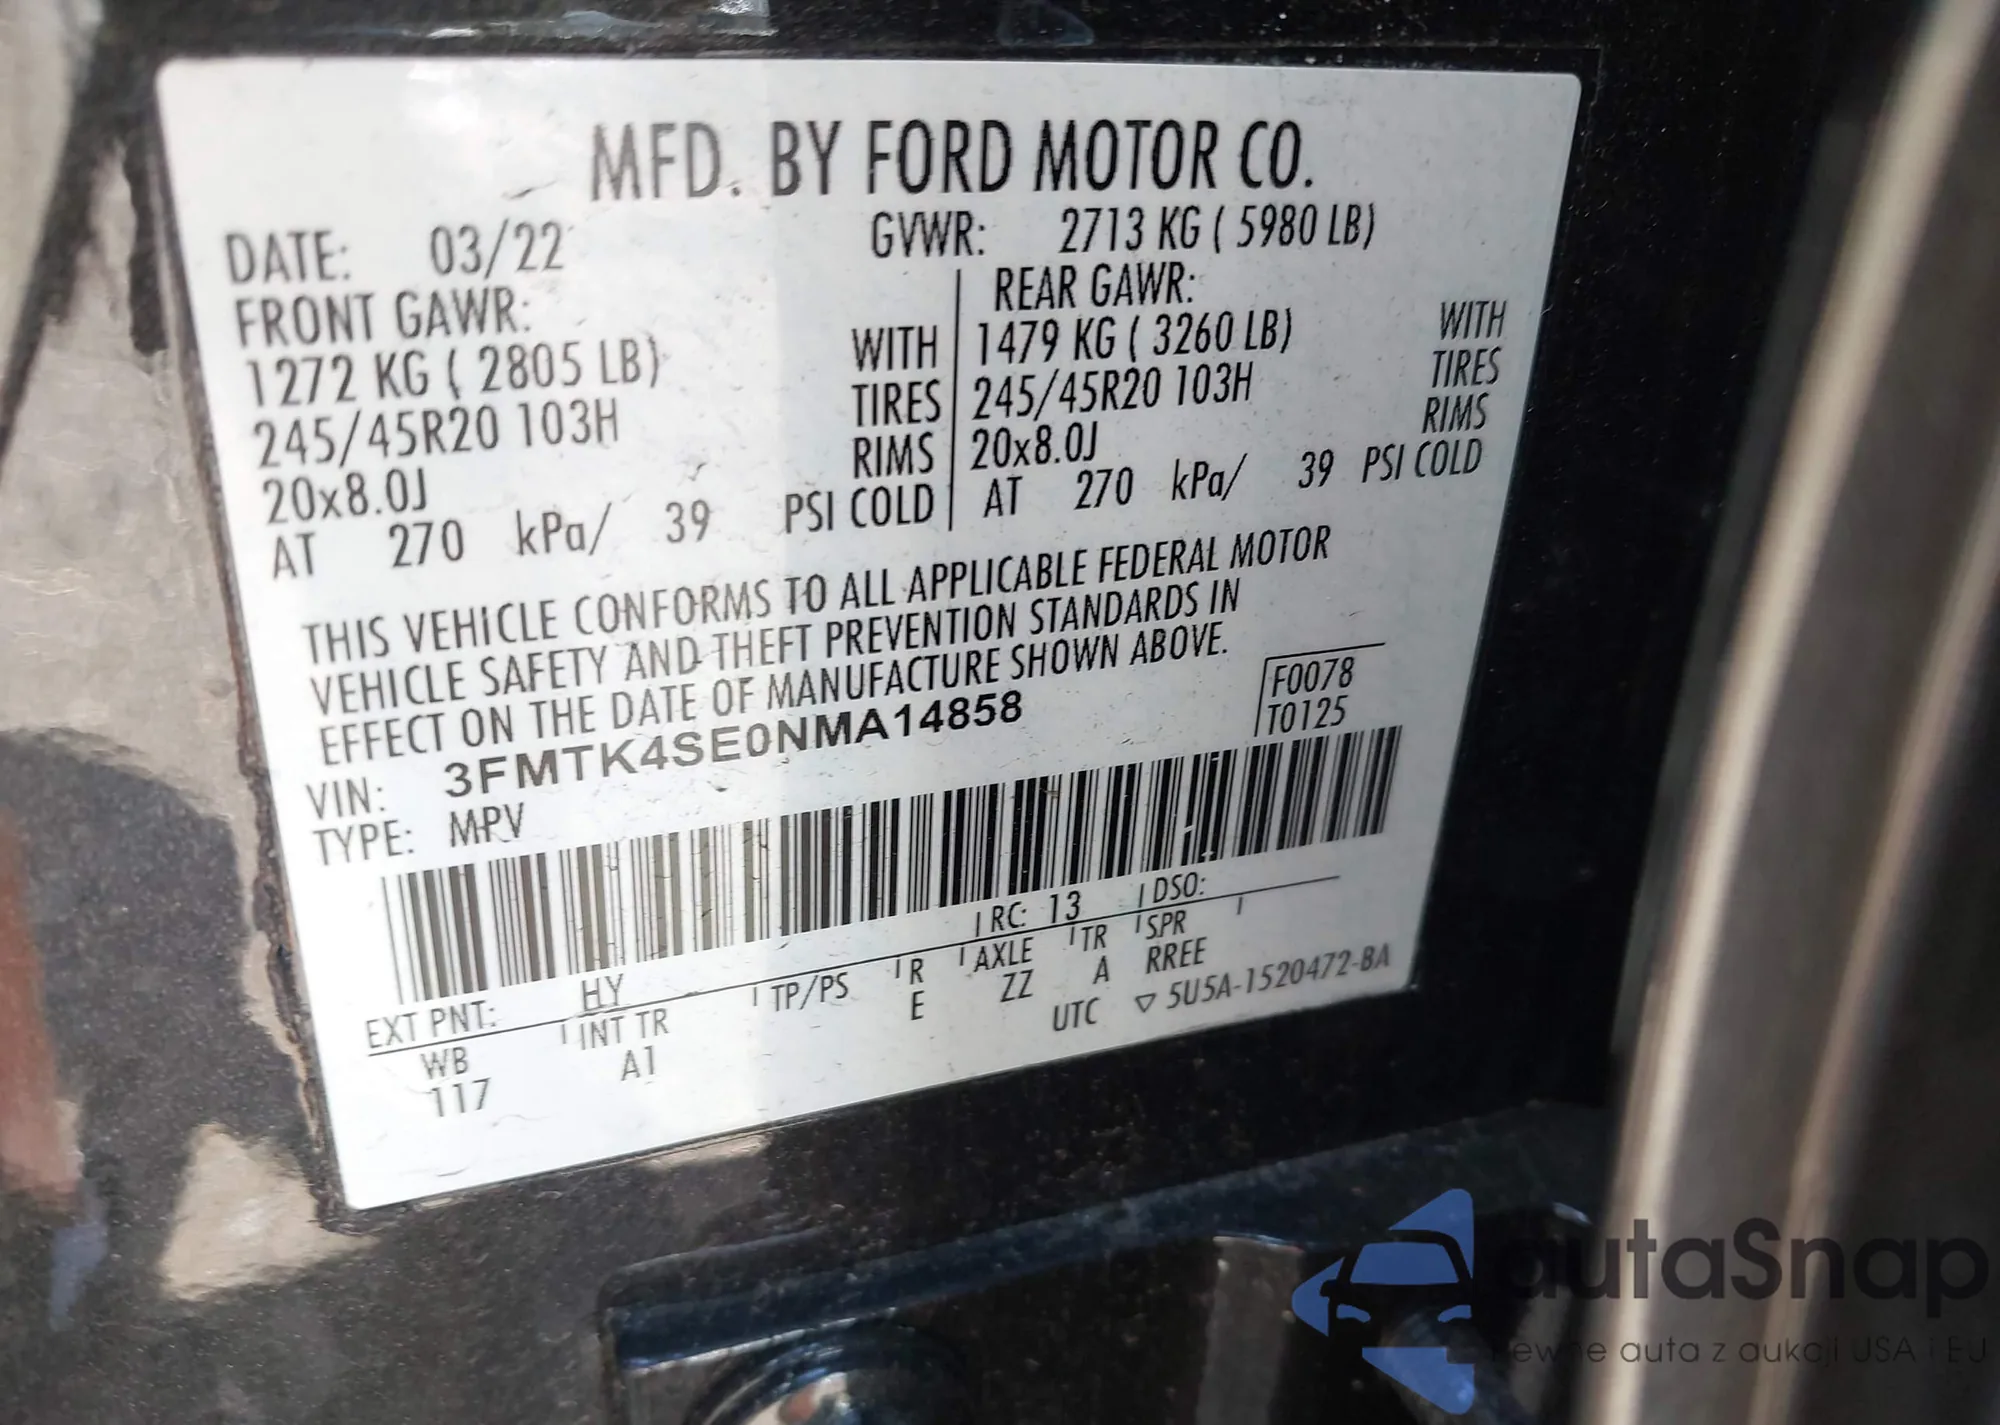 MFD. BY FORD MOTOR CO.
DATE: 03/22 GVWR: 2713 KG ( 5980 LB)
FRONT GAWR: REAR GAWR:
1272 KG ( 2805 LB) WITH 1479 KG ( 3260 LB) WITH
245/45R20 103H TIRES 245/45R20 103H TIRES
20x8.0J RIMS 20x8.0J RIMS
AT 270 kPa/ 39 PSI COLD AT 270 kPa/ 39 PSI COLD
THIS VEHICLE CONFORMS TO ALL APPLICABLE FEDERAL MOTOR
VEHICLE SAFETY AND THEFT PREVENTION STANDARDS IN
EFFECT ON THE DATE OF MANUFACTURE SHOWN ABOVE.
F0078
T0125
VIN: 3FMTK4SE0NMA14858
TYPE: MPV
EXT PNT: HY RC: 13 DSO:
WB INT TR TP/PS R AXLE TR SPR
117 A1 E ZZ A RREE
UTC ▽ 5U5A-1520472-BA
autaSnap
Pewne auta z aukcji USA i EU